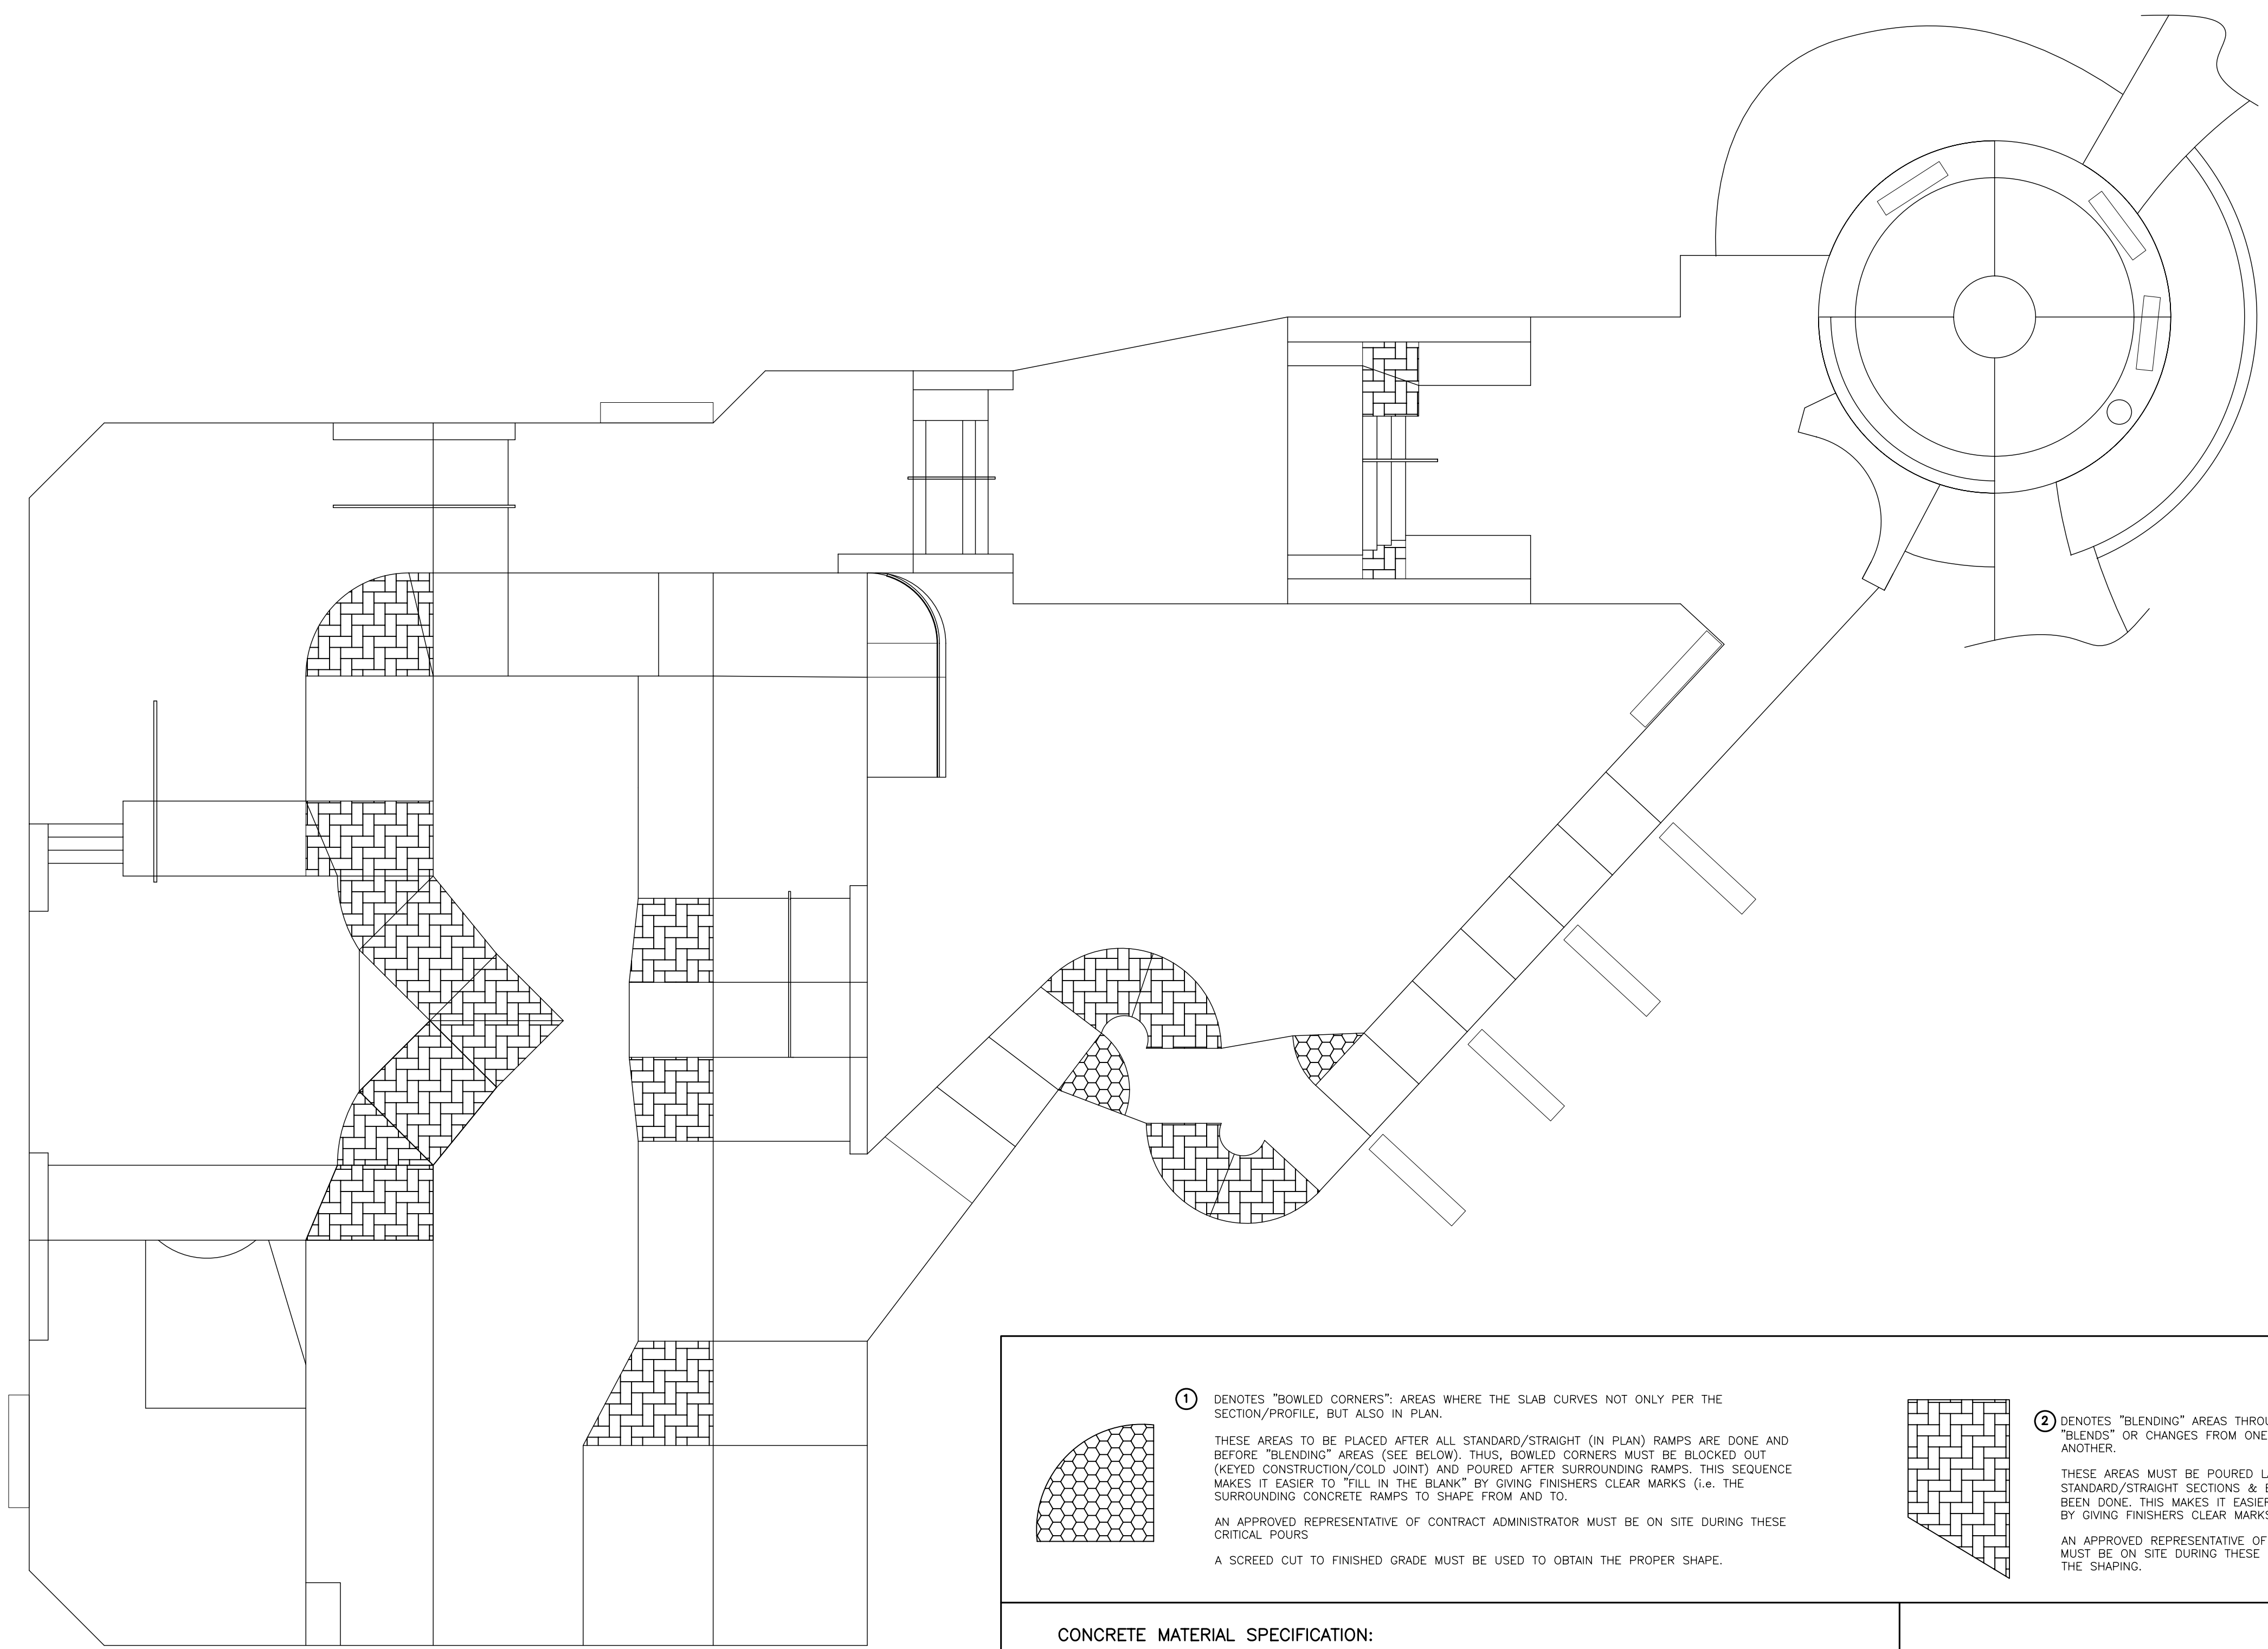 1
DENOTES "BOWLED CORNERS": AREAS WHERE THE SLAB CURVES NOT ONLY PER THE
SECTION/PROFILE, BUT ALSO IN PLAN.
THESE AREAS TO BE PLACED AFTER ALL STANDARD/STRAIGHT (IN PLAN) RAMPS ARE DONE AND
BEFORE "BLENDING" AREAS (SEE BELOW). THUS, BOWLED CORNERS MUST BE BLOCKED OUT
(KEYED CONSTRUCTION/COLD JOINT) AND POURED AFTER SURROUNDING RAMPS. THIS SEQUENCE
MAKES IT EASIER TO "FILL IN THE BLANK" BY GIVING FINISHERS CLEAR MARKS (i.e. THE
SURROUNDING CONCRETE RAMPS TO SHAPE FROM AND TO.
AN APPROVED REPRESENTATIVE OF CONTRACT ADMINISTRATOR MUST BE ON SITE DURING THESE
CRITICAL POURS
A SCREED CUT TO FINISHED GRADE MUST BE USED TO OBTAIN THE PROPER SHAPE.
2
DENOTES "BLENDING" AREAS
"BLENDS" OR CHANGES FROM ONE
ANOTHER.
THESE AREAS MUST BE POURED
STANDARD/STRAIGHT SECTIONS &
BEEN DONE. THIS MAKES IT
BY GIVING FINISHERS CLEAR
AN APPROVED REPRESENTATIVE OF
MUST BE ON SITE DURING THESE
THE SHAPING.
CONCRETE MATERIAL SPECIFICATION: